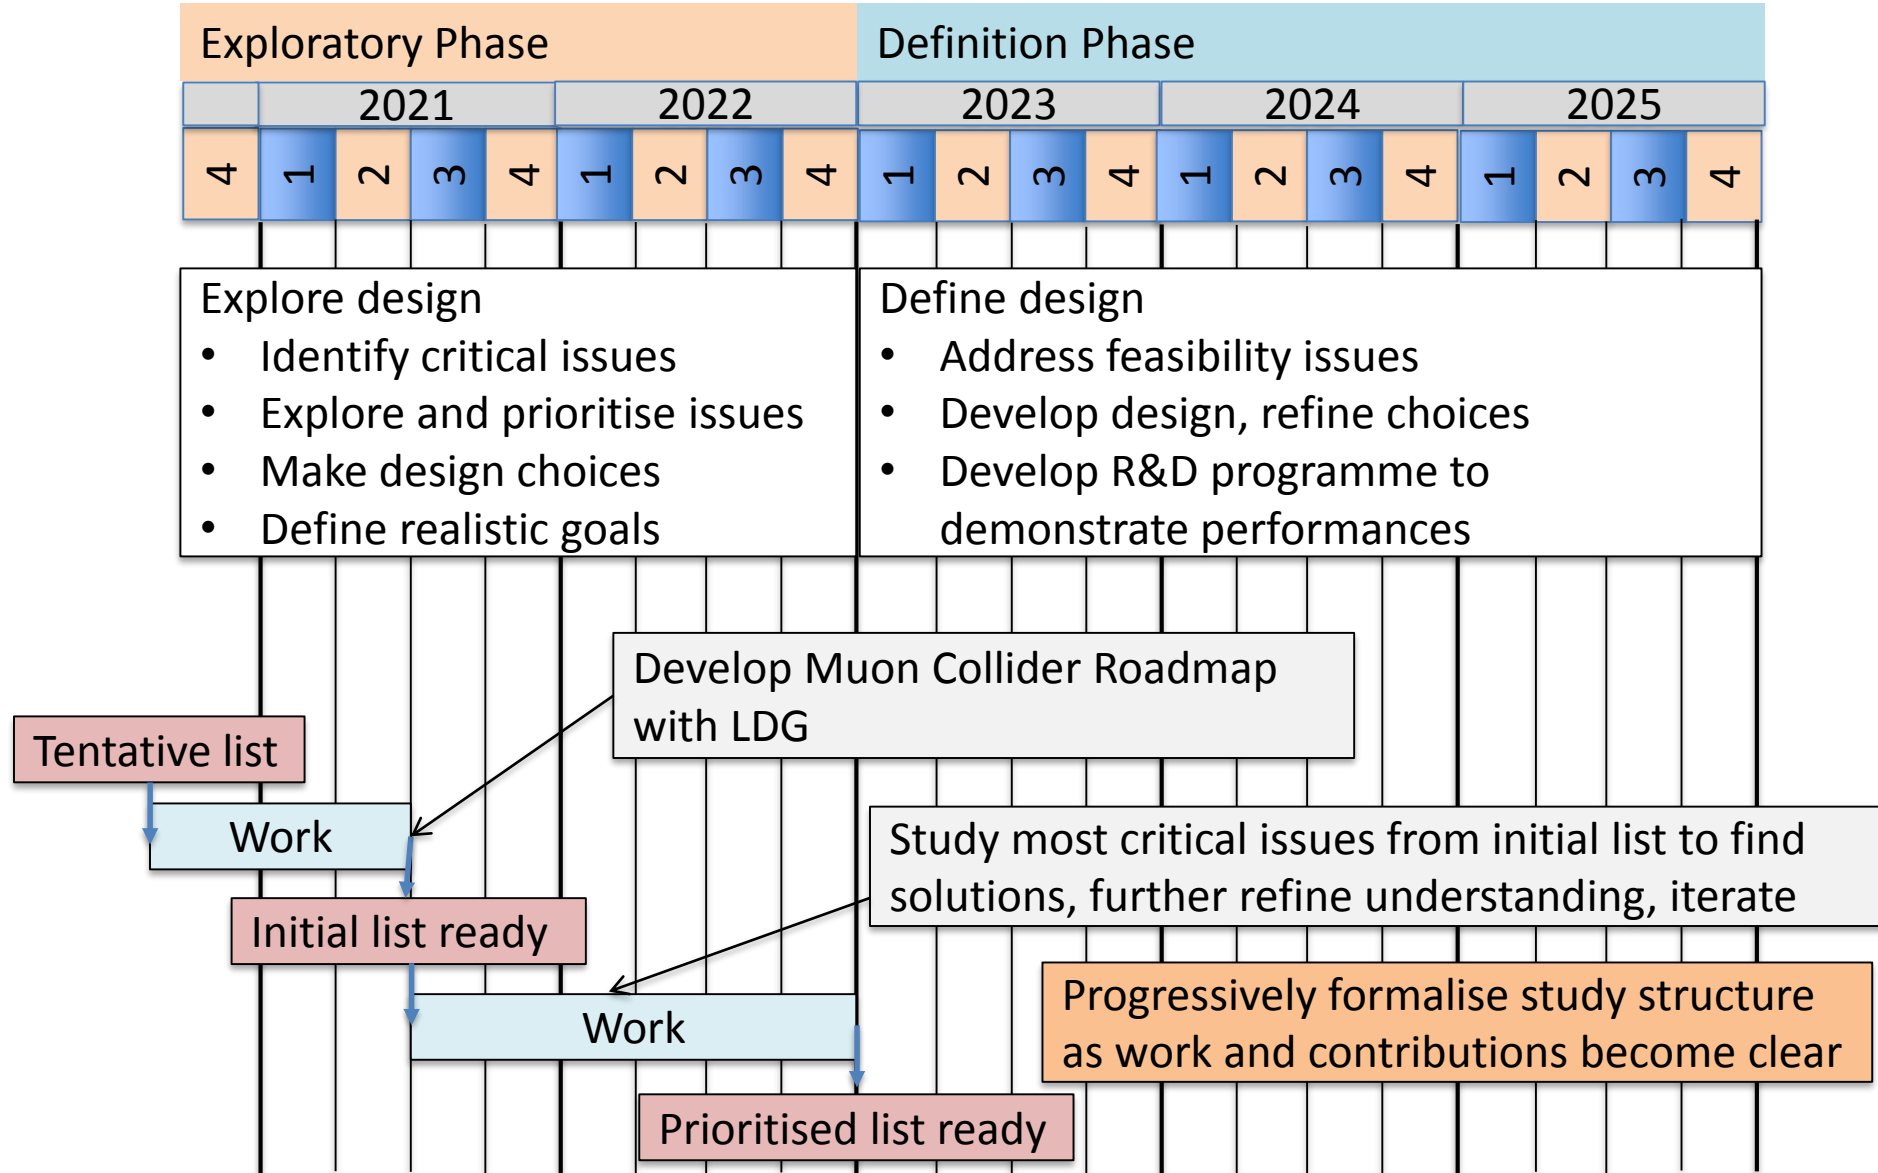 Exploratory Phase
Definition Phase
2021
2022
2023
2024
2025
4 1 2 3 4 1 2 3 4 1 2 3 4 1 2 3 4 1 2 3 4
Explore design
• Identify critical issues
• Explore and prioritise issues
• Make design choices
• Define realistic goals
Define design
• Address feasibility issues
• Develop design, refine choices
• Develop R&D programme to
demonstrate performances
Develop Muon Collider Roadmap
with LDG
Tentative list
Work
Study most critical issues from initial list to find
solutions, further refine understanding, iterate
Initial list ready
Work
Progressively formalise study structure
as work and contributions become clear
Prioritised list ready